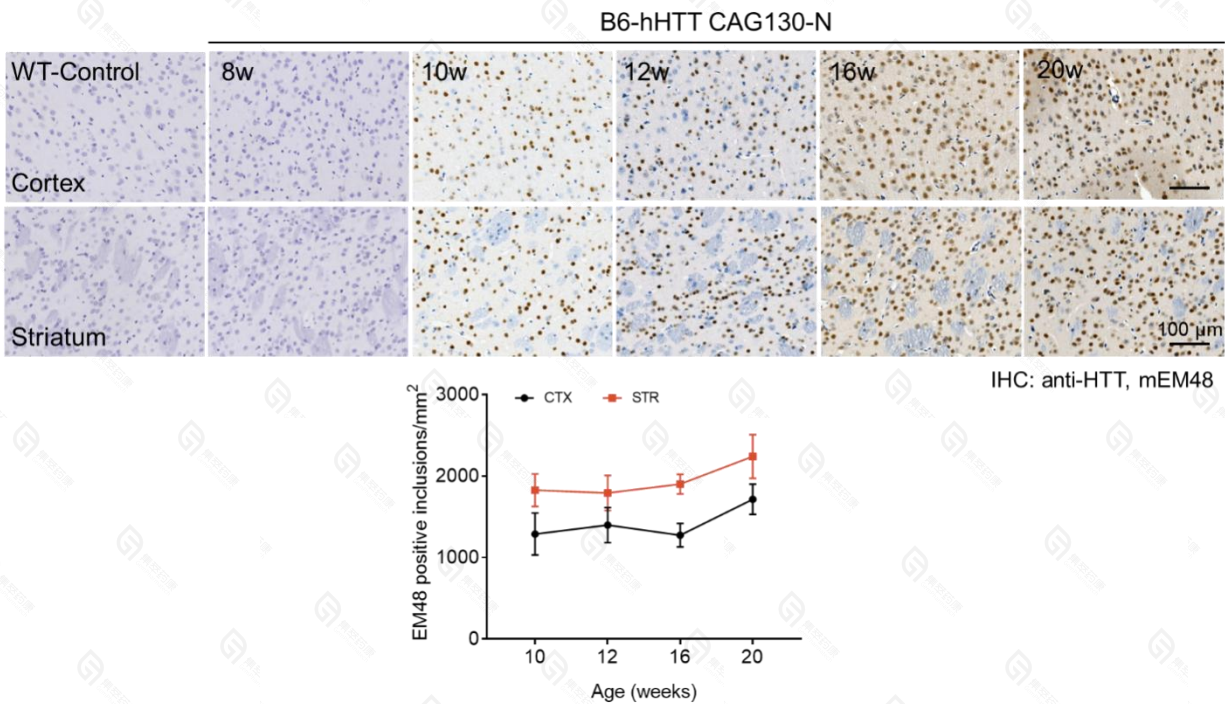 B6-hHTT CAG130-N
WT-Control
8w
10w
12w
16w
20w
Cortex
Striatum
100 μm
IHC: anti-HTT, mEM48
EM48 positive inclusions/mm²
3000
2000
1000
0
CTX
STR
10
12
16
20
Age (weeks)